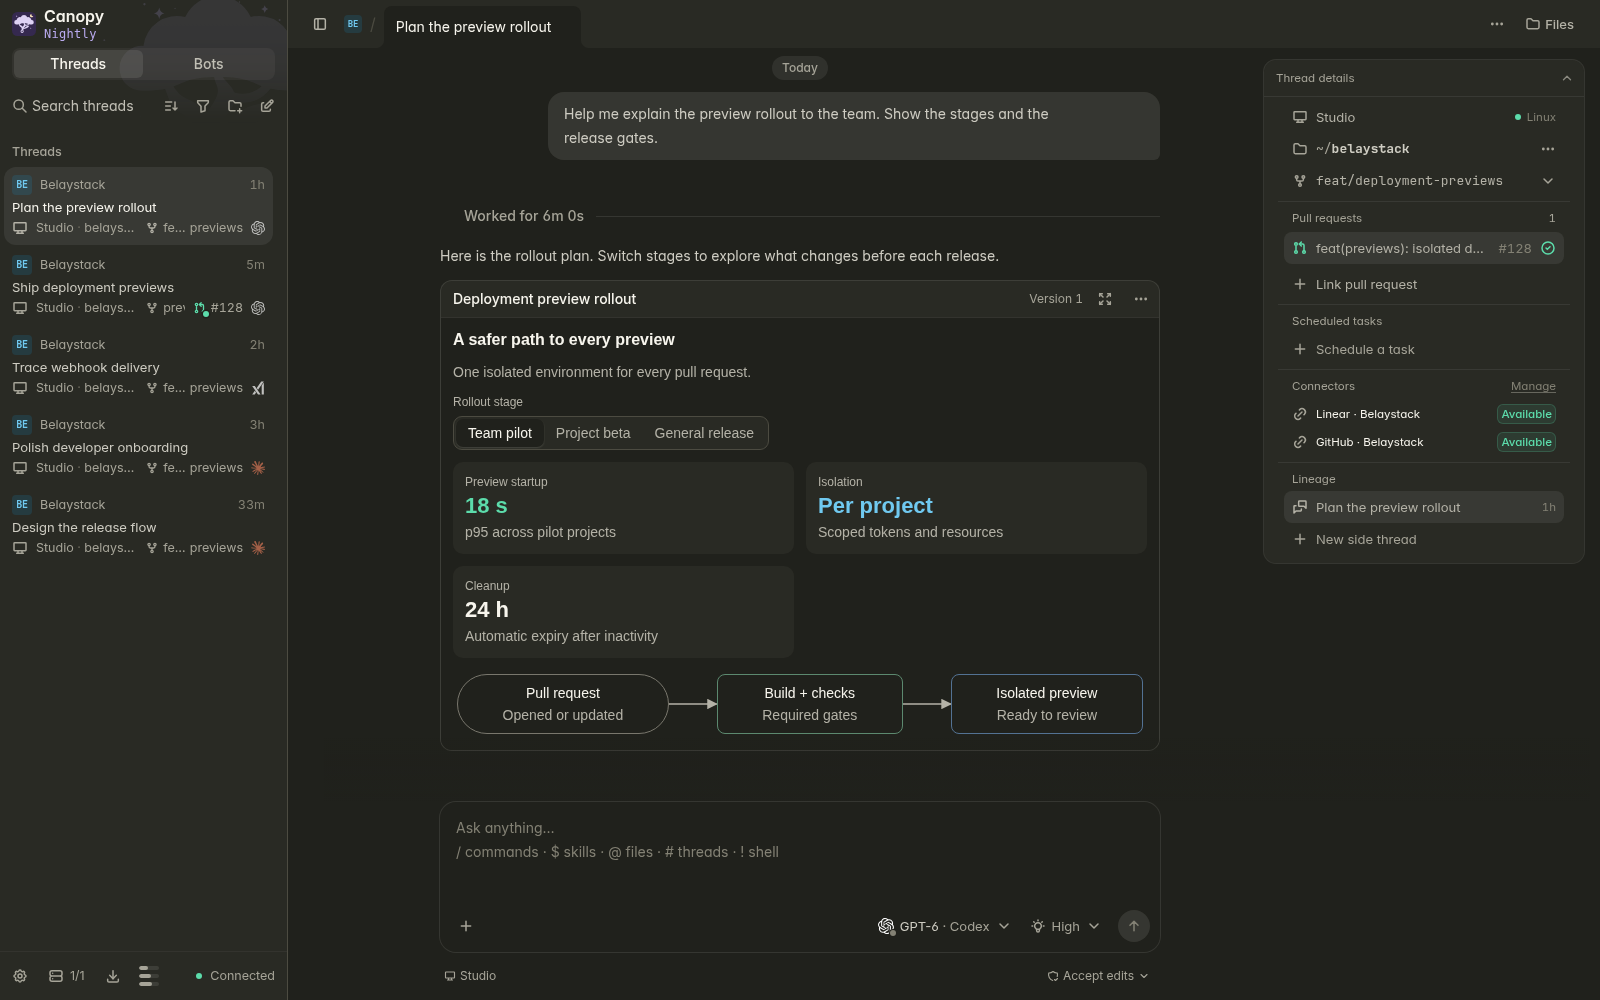 Canopy
Nightly
Threads
Bots
Search threads
Threads
BE Belaystack 1h
Plan the preview rollout
Studio · belays... fe... previews
BE Belaystack 5m
Ship deployment previews
Studio · belays... prev #128
BE Belaystack 2h
Trace webhook delivery
Studio · belays... fe... previews
BE Belaystack 3h
Polish developer onboarding
Studio · belays... fe... previews
BE Belaystack 33m
Design the release flow
Studio · belays... fe... previews
1/1
Connected
BE / Plan the preview rollout
Files
Today
Help me explain the preview rollout to the team. Show the stages and the
release gates.
Worked for 6m 0s
Here is the rollout plan. Switch stages to explore what changes before each release.
Deployment preview rollout
Version 1
A safer path to every preview
One isolated environment for every pull request.
Rollout stage
Team pilot
Project beta
General release
Preview startup
18 s
p95 across pilot projects
Isolation
Per project
Scoped tokens and resources
Cleanup
24 h
Automatic expiry after inactivity
Pull request
Opened or updated
Build + checks
Required gates
Isolated preview
Ready to review
Ask anything...
/ commands · $ skills · @ files · # threads · ! shell
GPT-6 · Codex
High
Studio
Accept edits
Thread details
Studio
Linux
~/belaystack
feat/deployment-previews
Pull requests 1
feat(previews): isolated d... #128
Link pull request
Scheduled tasks
Schedule a task
Connectors
Manage
Linear · Belaystack Available
GitHub · Belaystack Available
Lineage
Plan the preview rollout 1h
New side thread